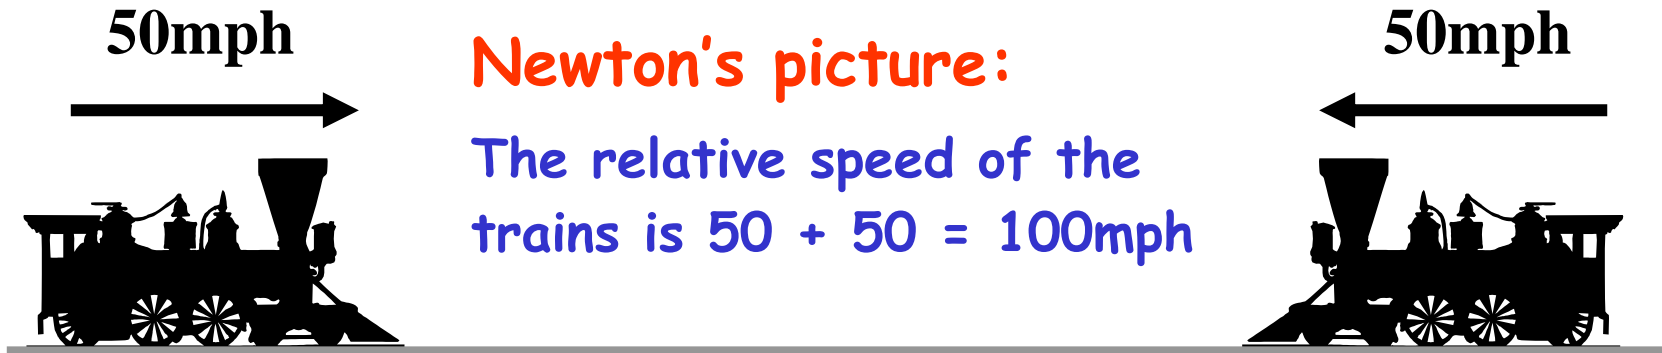 50mph
Newton's picture:
50mph
The relative speed of the
trains is 50 + 50 = 100mph